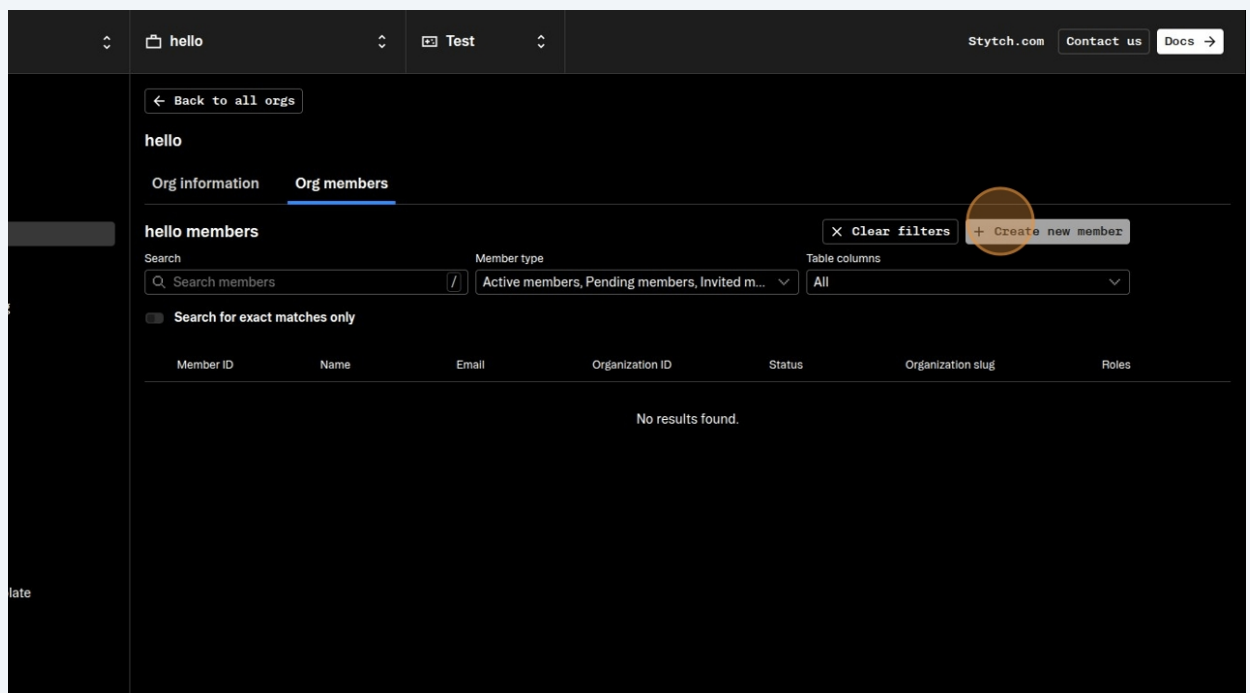 hello
Test
Stytch.com
Contact us
Docs →
← Back to all orgs
hello
Org information
Org members
hello members
X Clear filters
+ Create new member
Search
Member type
Table columns
Search members
/
Active members, Pending members, Invited m...
All
Search for exact matches only
Member ID
Name
Email
Organization ID
Status
Organization slug
Roles
No results found.